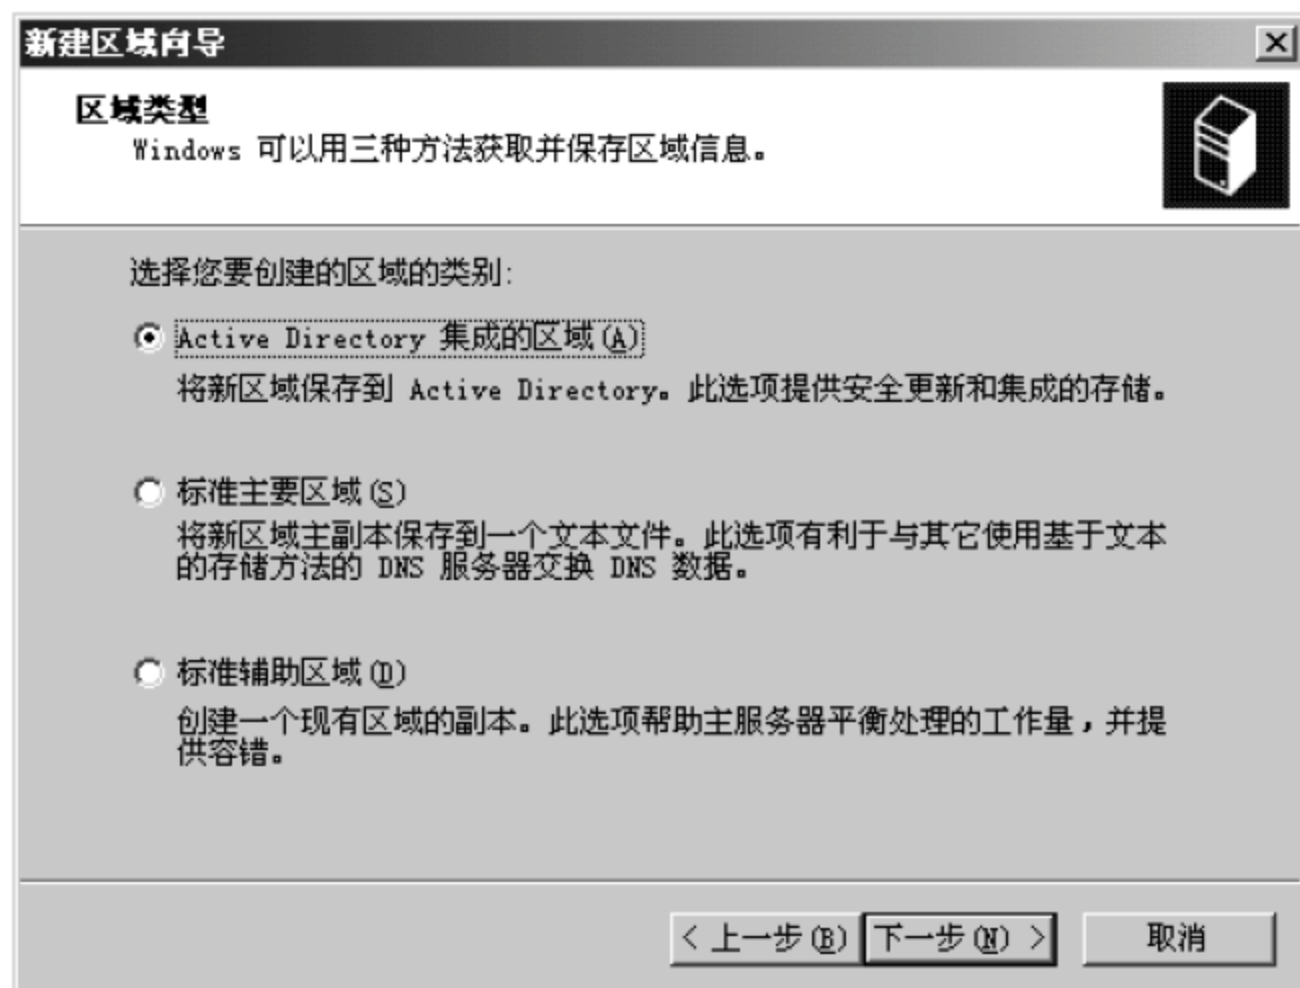 新建区域向导
区域类型
Windows 可以用三种方法获取并保存区域信息。
选择您要创建的区域的类别:
Active Directory 集成的区域(A)
将新区域保存到 Active Directory。此选项提供安全更新和集成的存储。
标准主要区域(S)
将新区域主副本保存到一个文本文件。此选项有利于与其它使用基于文本
的存储方法的 DNS 服务器交换 DNS 数据。
标准辅助区域(D)
创建一个现有区域的副本。此选项帮助主服务器平衡处理的工作量，并提
供容错。
< 上一步(B) 下一步(N) > 取消